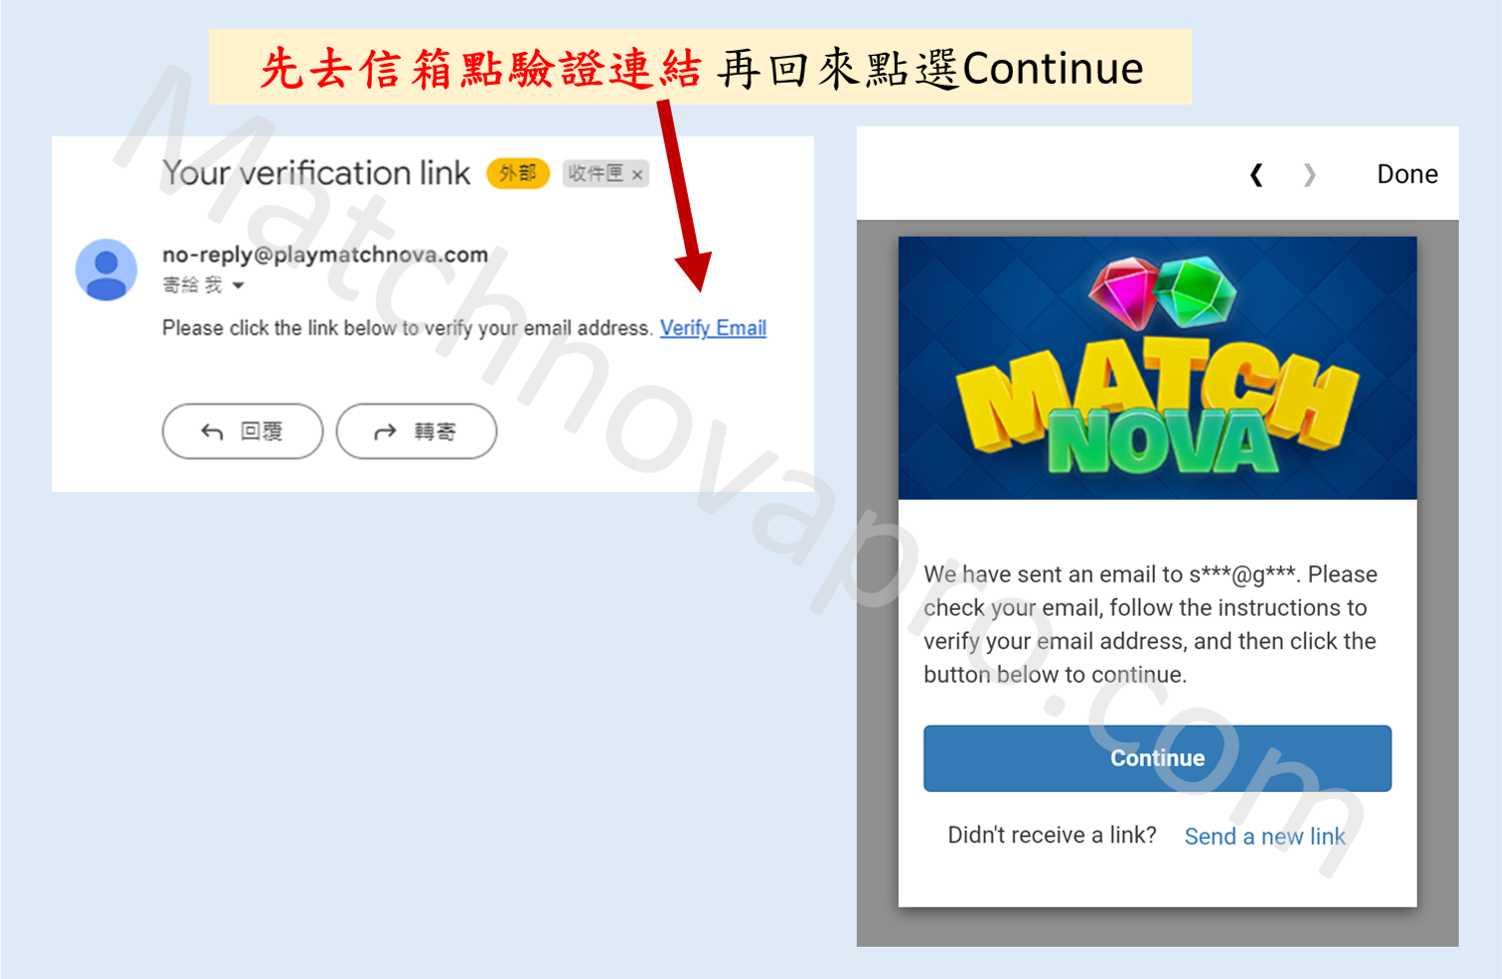 先去信箱點驗證連結 再回來點選Continue
Your verification link 外部 收件匣 ×
no-reply@playmatchnova.com
寄給 我
Please click the link below to verify your email address. Verify Email
回覆 轉寄
Done
MATCH
NOVA
We have sent an email to s***@g***. Please
check your email, follow the instructions to
verify your email address, and then click the
button below to continue.
Continue
Didn't receive a link? Send a new link
Matchnovapro.com